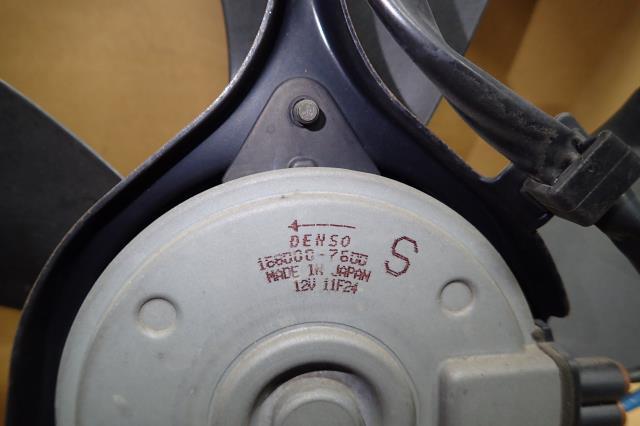 DENSO
168000-7600
MADE IN JAPAN
12V 11F24
S